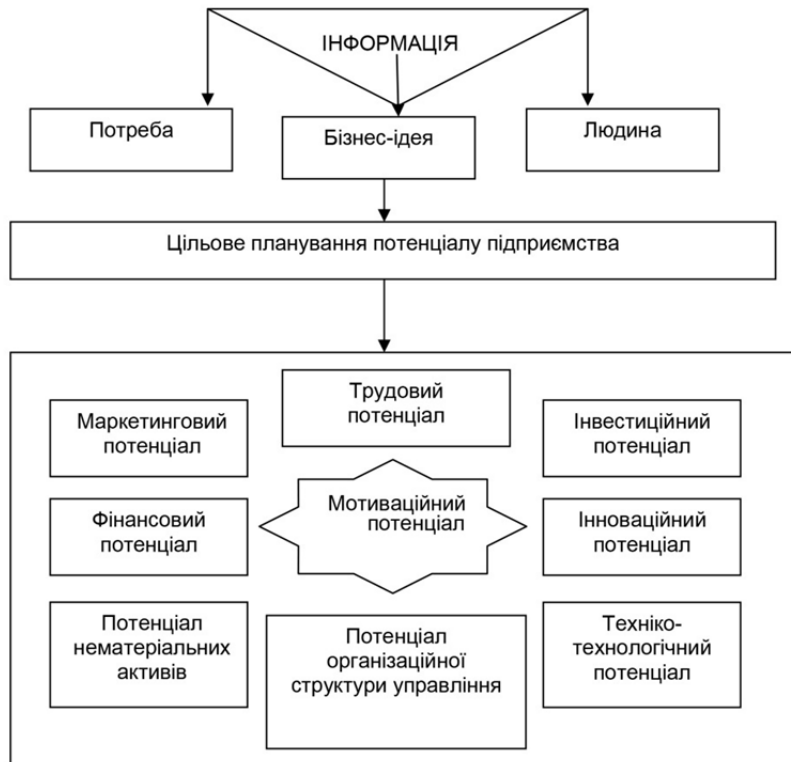 ІНФОРМАЦІЯ
Потреба
Бізнес-ідея
Людина
Цільове планування потенціалу підприємства
Трудовий
потенціал
Маркетинговий
потенціал
Інвестиційний
потенціал
Фінансовий
потенціал
Мотиваційний
потенціал
Інноваційний
потенціал
Потенціал
нематеріальних
активів
Потенціал
організаційної
структури управління
Техніко-
технологічний
потенціал